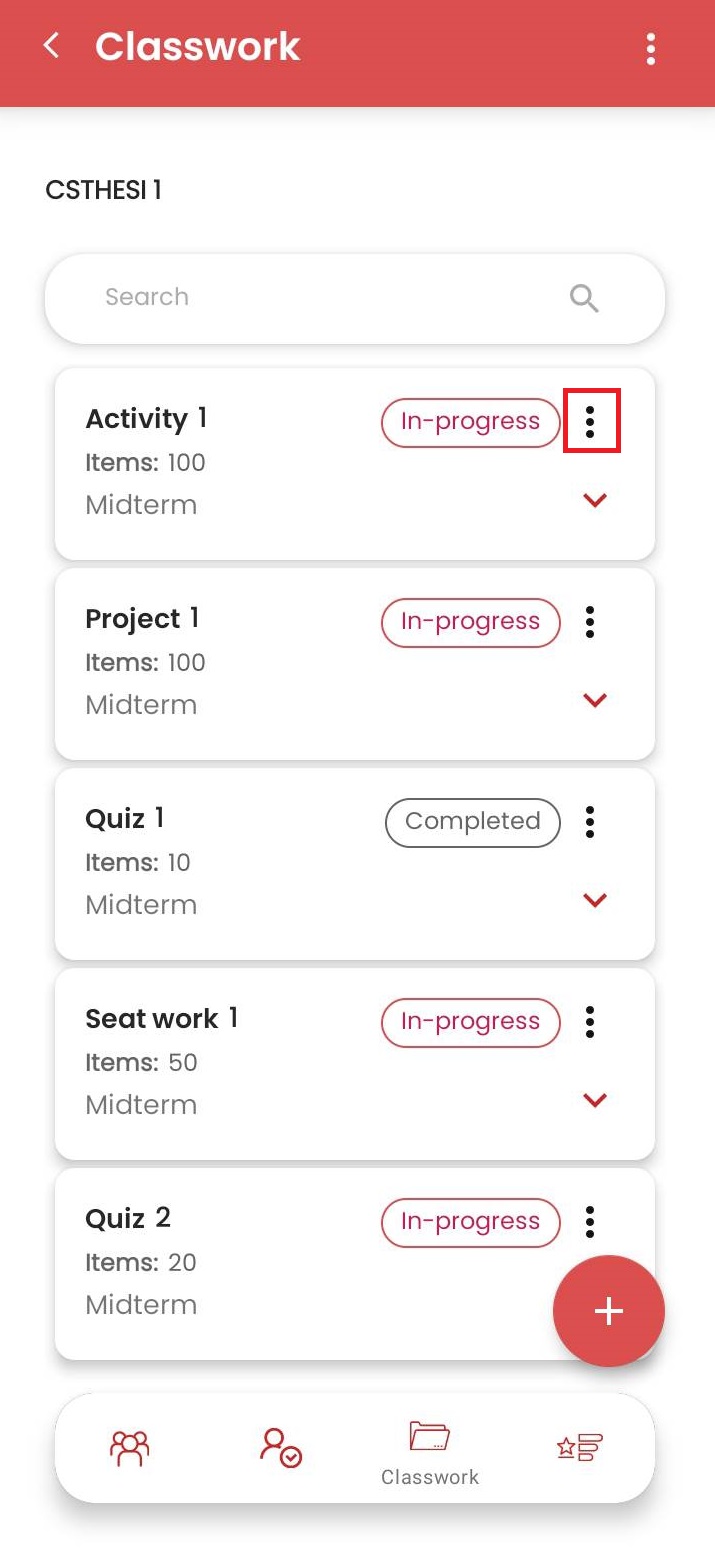 Classwork
CSTHESI 1
Search
Activity 1
In-progress
Items: 100
Midterm
Project 1
In-progress
Items: 100
Midterm
Quiz 1
Completed
Items: 10
Midterm
Seat work 1
In-progress
Items: 50
Midterm
Quiz 2
In-progress
Items: 20
Midterm
Classwork